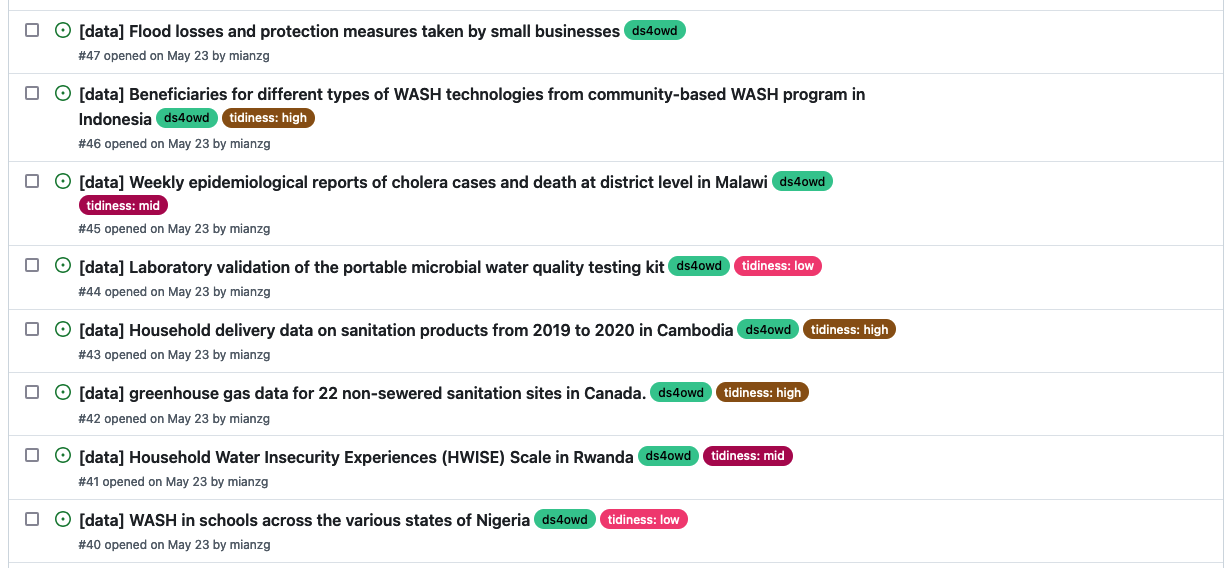 [data] Flood losses and protection measures taken by small businesses ds4owd
#47 opened on May 23 by mianzg
[data] Beneficiaries for different types of WASH technologies from community-based WASH program in
Indonesia ds4owd tidiness: high
#46 opened on May 23 by mianzg
[data] Weekly epidemiological reports of cholera cases and death at district level in Malawi ds4owd
tidiness: mid
#45 opened on May 23 by mianzg
[data] Laboratory validation of the portable microbial water quality testing kit ds4owd tidiness: low
#44 opened on May 23 by mianzg
[data] Household delivery data on sanitation products from 2019 to 2020 in Cambodia ds4owd tidiness: high
#43 opened on May 23 by mianzg
[data] greenhouse gas data for 22 non-sewered sanitation sites in Canada. ds4owd tidiness: high
#42 opened on May 23 by mianzg
[data] Household Water Insecurity Experiences (HWISE) Scale in Rwanda ds4owd tidiness: mid
#41 opened on May 23 by mianzg
[data] WASH in schools across the various states of Nigeria ds4owd tidiness: low
#40 opened on May 23 by mianzg